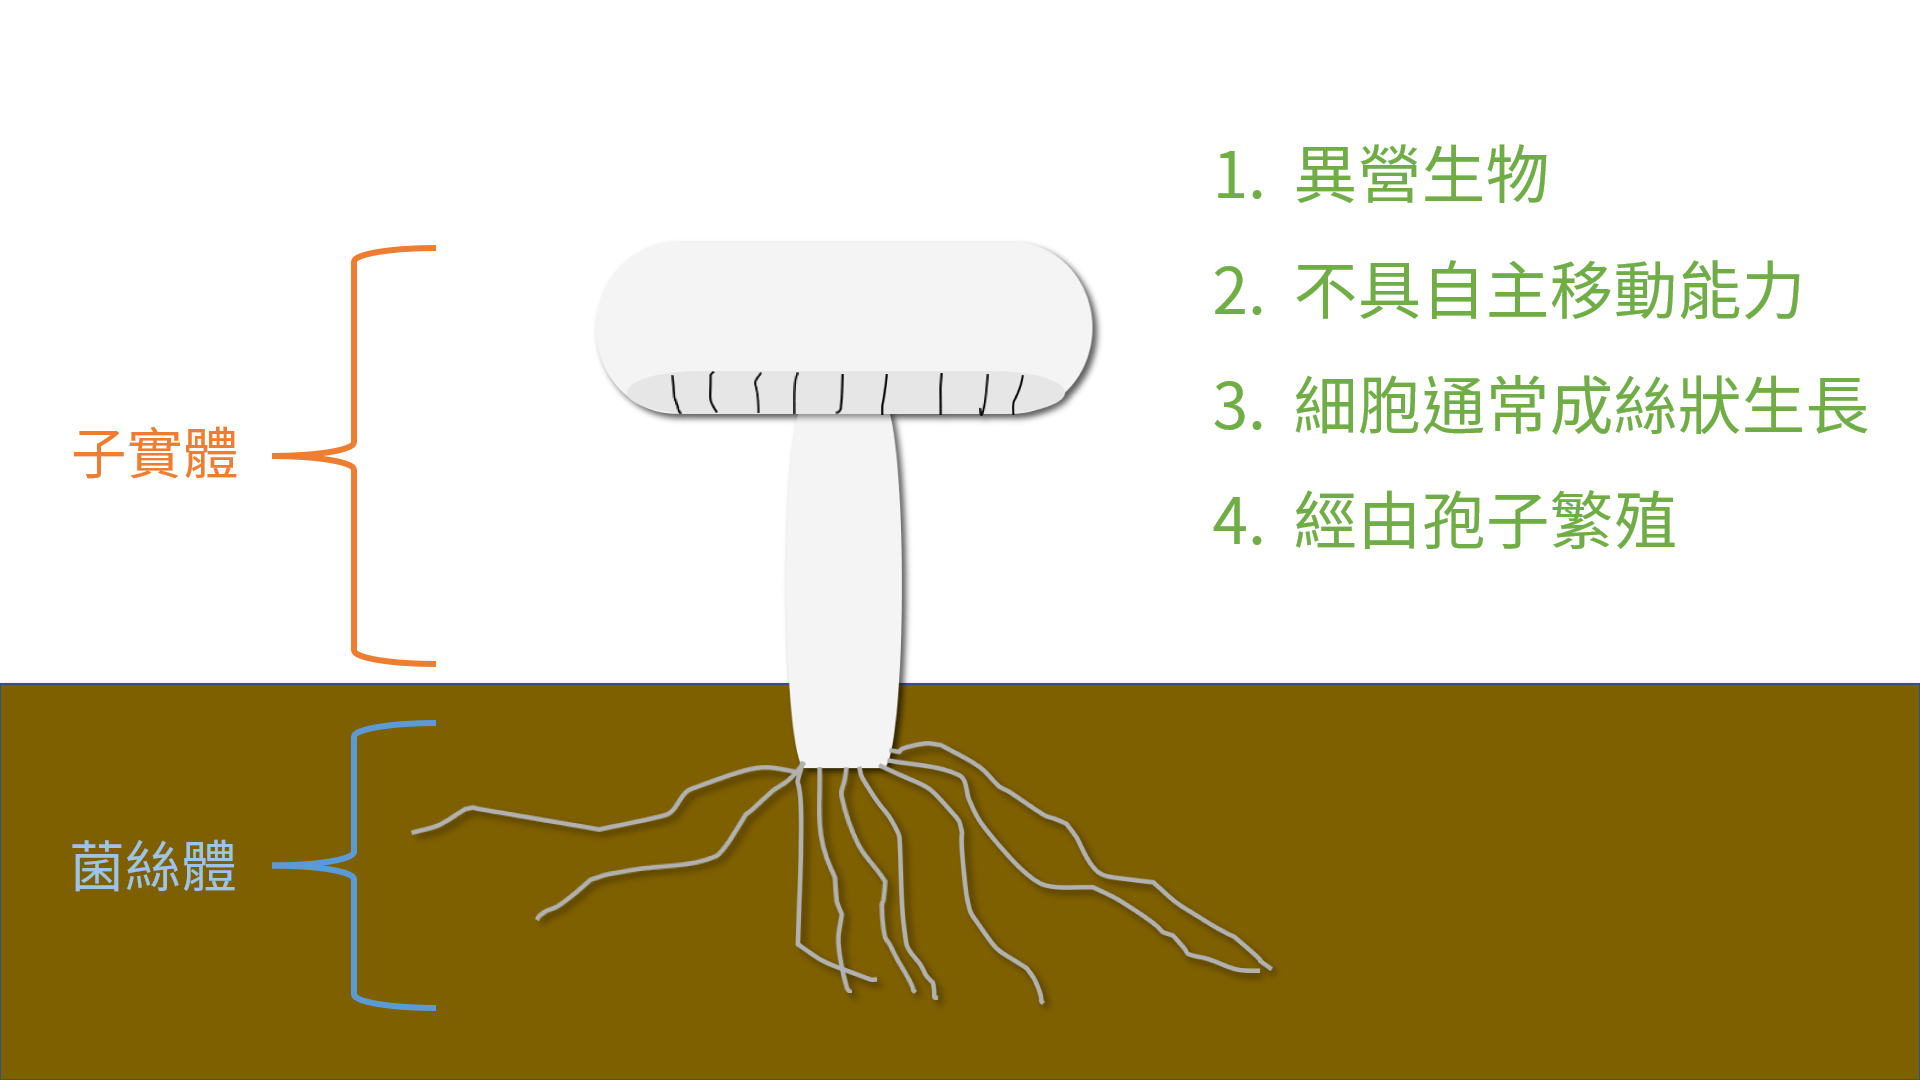 1. 異營生物
2. 不具自主移動能力
3. 細胞通常成絲狀生長
4. 經由孢子繁殖
子實體
菌絲體